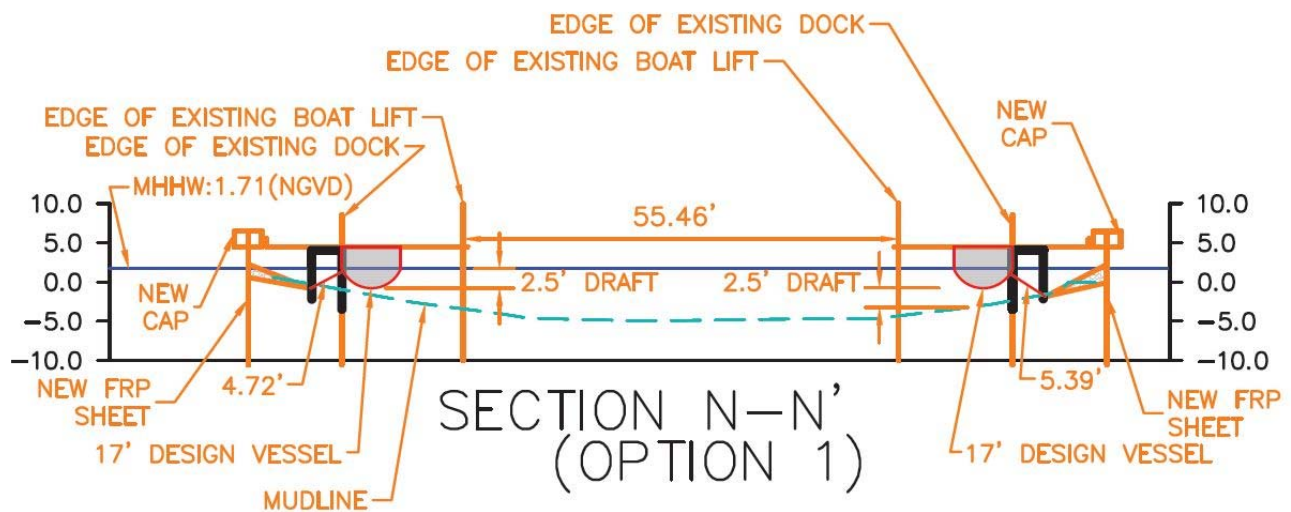 EDGE OF EXISTING DOCK
EDGE OF EXISTING BOAT LIFT
EDGE OF EXISTING BOAT LIFT
EDGE OF EXISTING DOCK
NEW
CAP
MHHW:1.71(NGVD)
10.0
5.0
0.0
−5.0
−10.0
55.46'
10.0
5.0
0.0
−5.0
−10.0
2.5' DRAFT
2.5' DRAFT
NEW
CAP
NEW FRP
SHEET
4.72'
5.39'
NEW FRP
SHEET
17' DESIGN VESSEL
17' DESIGN VESSEL
MUDLINE
SECTION N−N'
(OPTION 1)